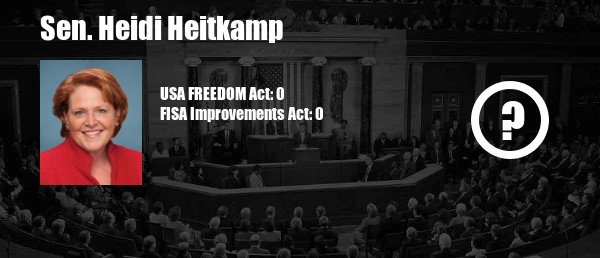 Sen. Heidi Heitkamp
USA FREEDOM Act: 0
FISA Improvements Act: 0
?